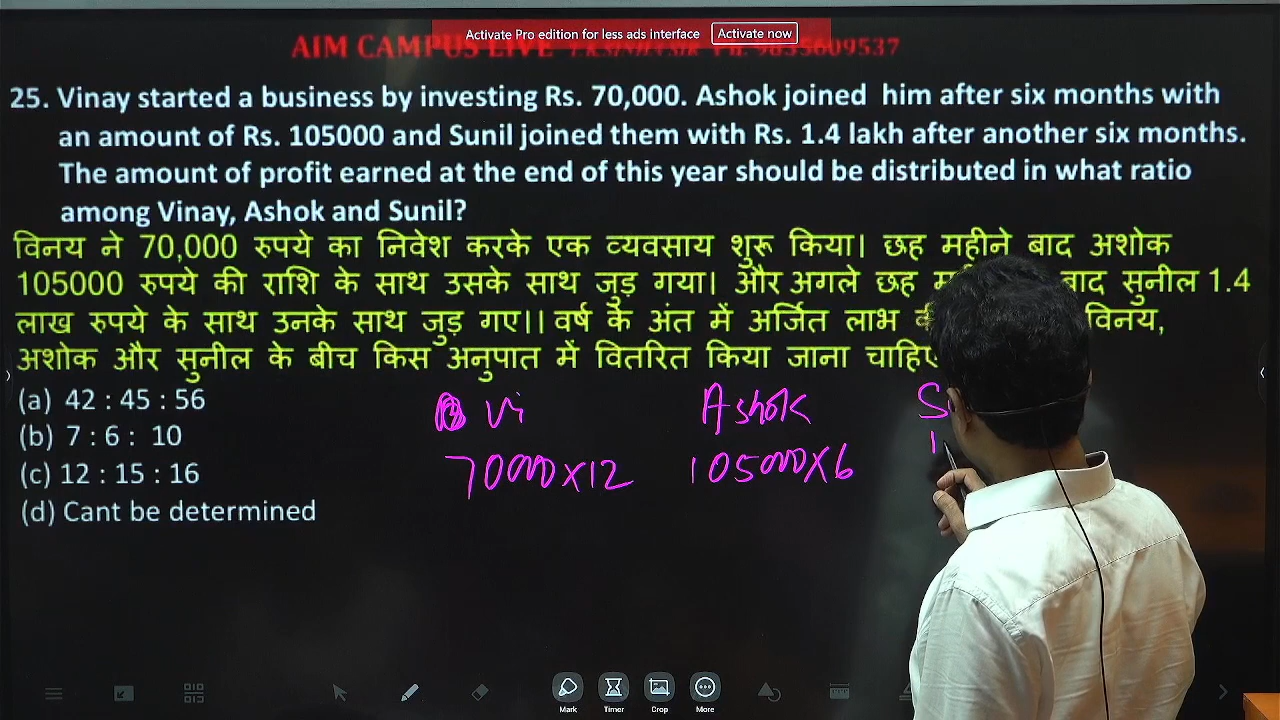 Activate Pro edition for less ads interface Activate now
AIM CAMPUS LIVE
25. Vinay started a business by investing Rs. 70,000. Ashok joined him after six months with
an amount of Rs. 105000 and Sunil joined them with Rs. 1.4 lakh after another six months.
The amount of profit earned at the end of this year should be distributed in what ratio
among Vinay, Ashok and Sunil?
विनय ने 70,000 रुपये का निवेश करके एक व्यवसाय शुरू किया। छह महीने बाद अशोक
105000 रुपये की राशि के साथ उसके साथ जुड़ गया। और अगले छह बाद सुनील 1.4
लाख रुपये के साथ उनके साथ जुड़ गए।। वर्ष के अंत में अर्जित लाभ विनय,
अशोक और सुनील के बीच किस अनुपात में वितरित किया जाना चाहिए
(a) 42 : 45 : 56
(b) 7 : 6 : 10
(c) 12 : 15 : 16
(d) Cant be determined
Vi Ashok S
70000X12 105000X6 1
Mark Timer Crop More